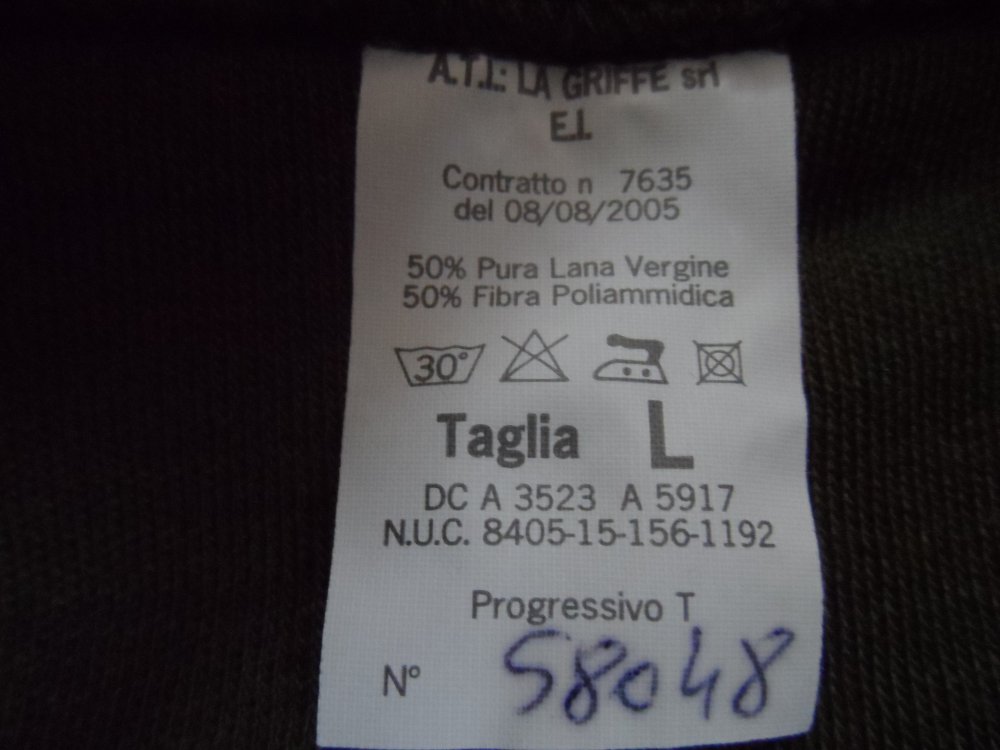 A.T.I.: LA GRIFFE srl
E.I.
Contratto n 7635
del 08/08/2005
50% Pura Lana Vergine
50% Fibra Poliammidica
30°
Taglia L
DC A 3523 A 5917
N.U.C. 8405-15-156-1192
Progressivo T
N° 58048